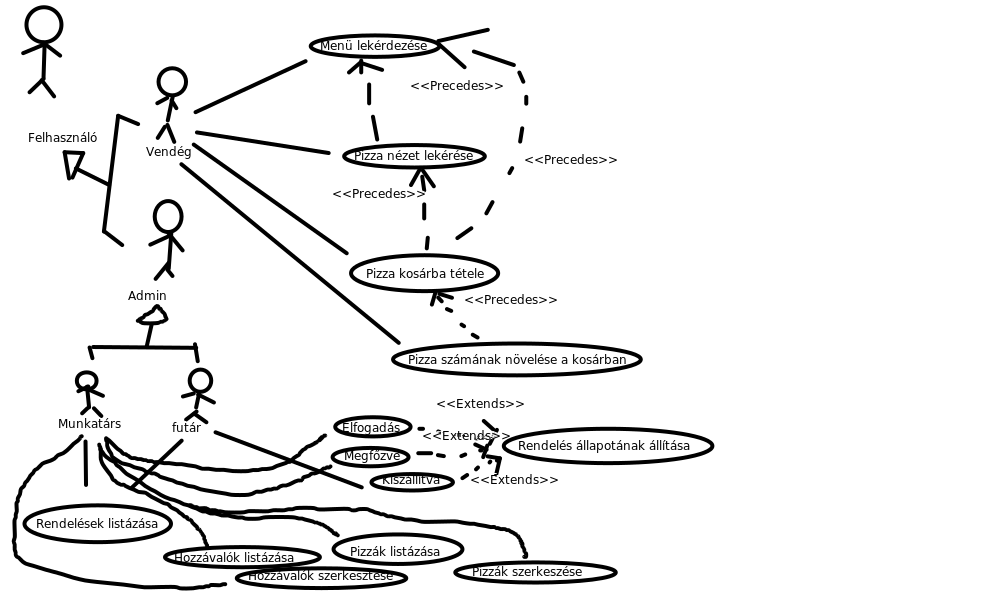 Menü lekérdezése
<<Precedes>>
Felhasználó
Vendég
Pizza nézet lekérése
<<Precedes>>
<<Precedes>>
Pizza kosárba tétele
Admin
<<Precedes>>
Pizza számának növelése a kosárban
<<Extends>>
Munkatárs
futár
Elfogadás
<<Extends>>
Rendelés állapotának állítása
Megfőzve
Kiszállítva
<<Extends>>
Rendelések listázása
Pizzák listázása
Hozzávalók listázása
Hozzávalók szerkesztése
Pizzák szerkeszése